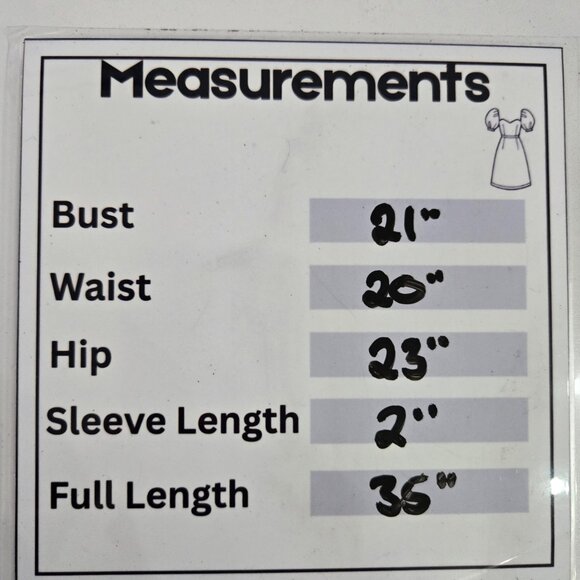 Measurements
Bust 21"
Waist 20"
Hip 23"
Sleeve Length 2"
Full Length 35"